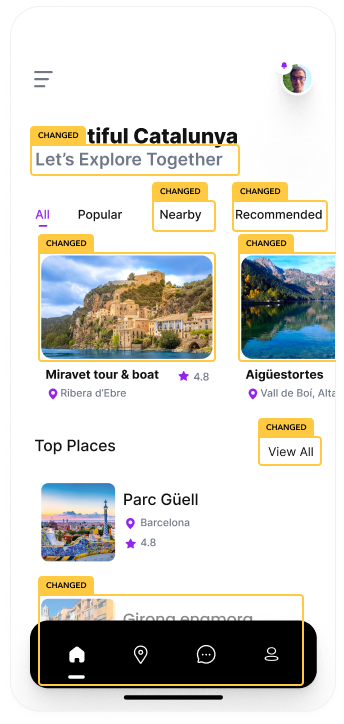 CHANGED
tiful Catalunya
Let's Explore Together
CHANGED
CHANGED
All
Popular
Nearby
Recommended
CHANGED
CHANGED
Miravet tour & boat
4.8
Aigüestortes
Ribera d'Ebre
Vall de Boí, Alta
CHANGED
Top Places
View All
Parc Güell
Barcelona
4.8
CHANGED
Girona enamora